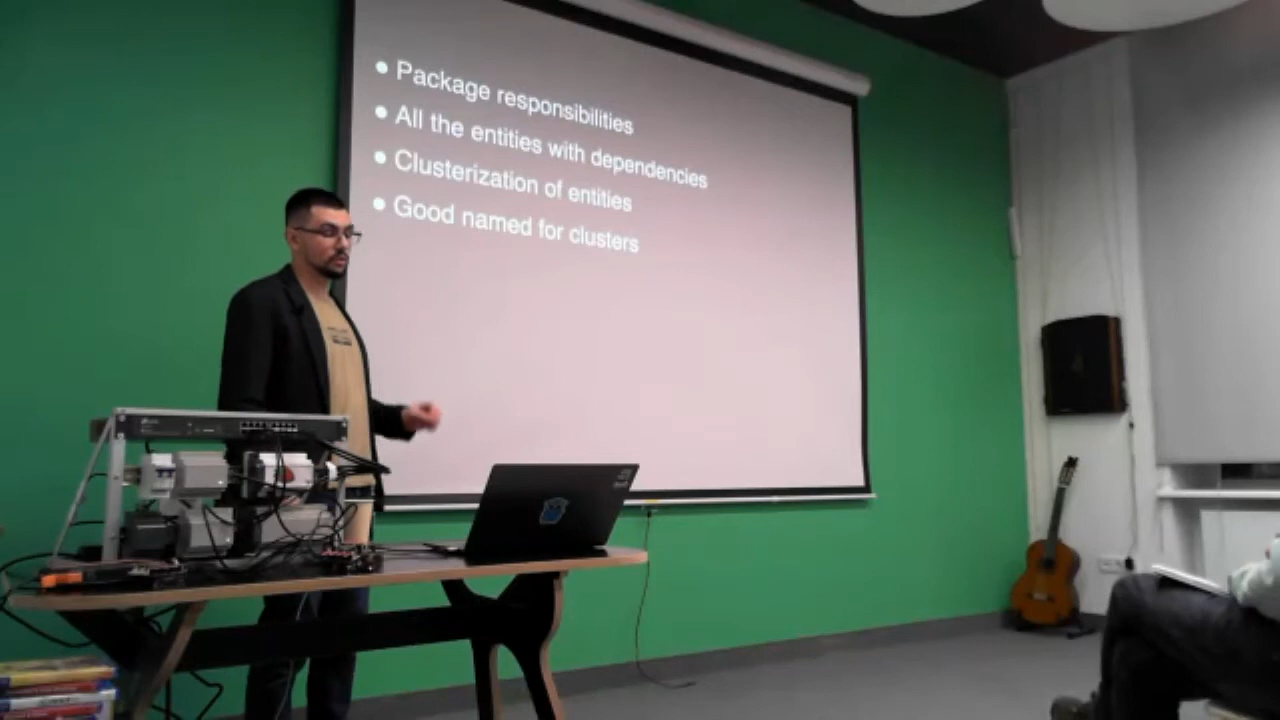 • Package responsibilities
• All the entities with dependencies
• Clusterization of entities
• Good named for clusters